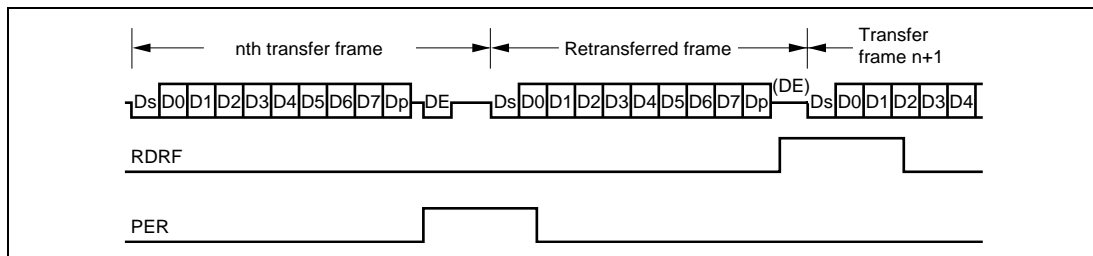 nth transfer frame
Retransferred frame
Transfer
frame n+1
Ds D0 D1 D2 D3 D4 D5 D6 D7 Dp DE Ds D0 D1 D2 D3 D4 D5 D6 D7 Dp (DE) Ds D0 D1 D2 D3 D4
RDRF
PER